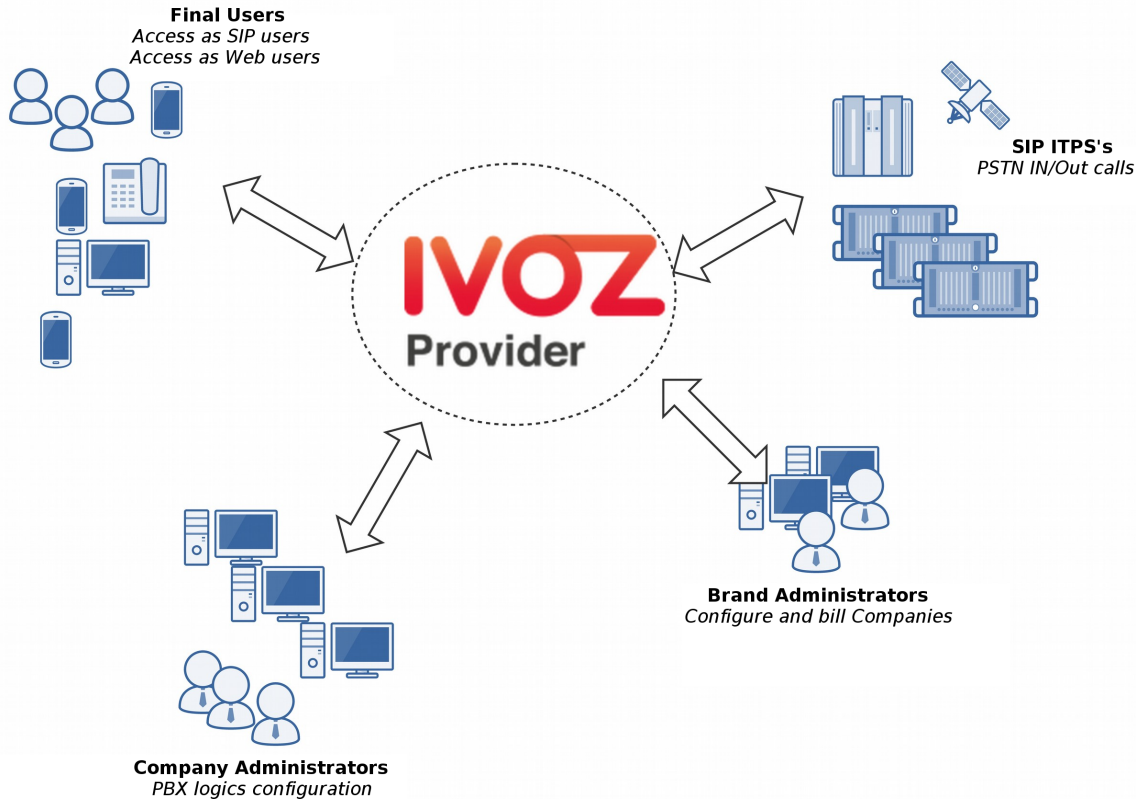 Final Users
Access as SIP users
Access as Web users
SIP ITPS's
PSTN IN/Out calls
IVOZ
Provider
Brand Administrators
Configure and bill Companies
Company Administrators
PBX logics configuration